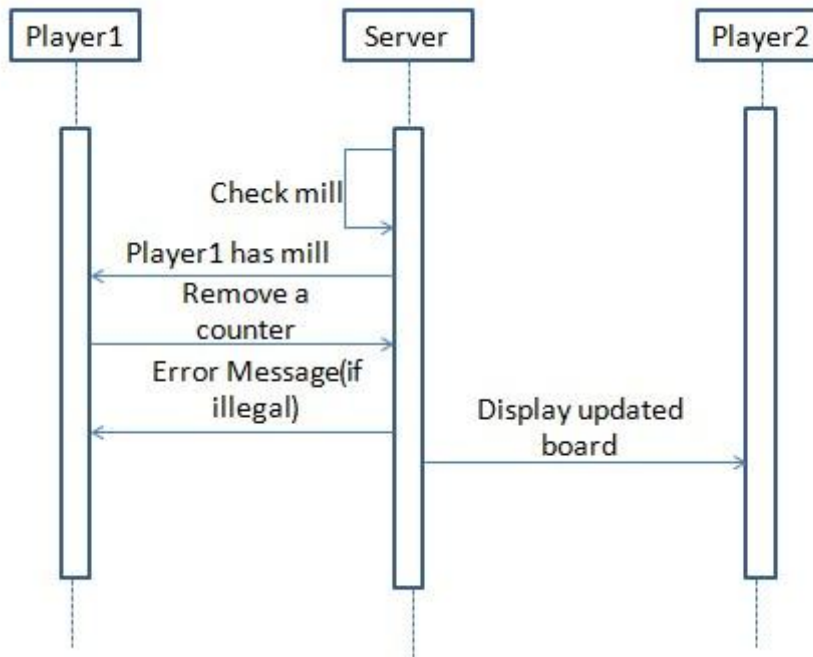 Player1
Server
Player2
Check mill
Player1 has mill
Remove a
counter
Error Message(if
illegal)
Display updated
board